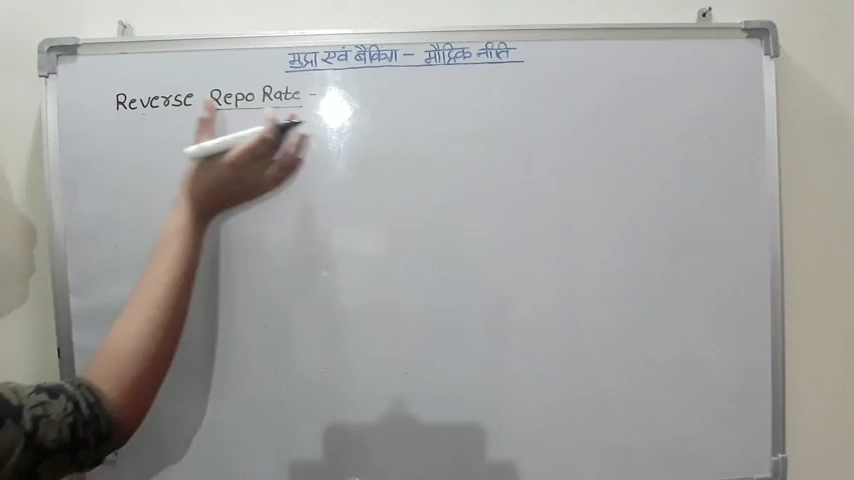 मुद्रा एवं बैंकिंग - मौद्रिक नीति
Reverse Repo Rate -